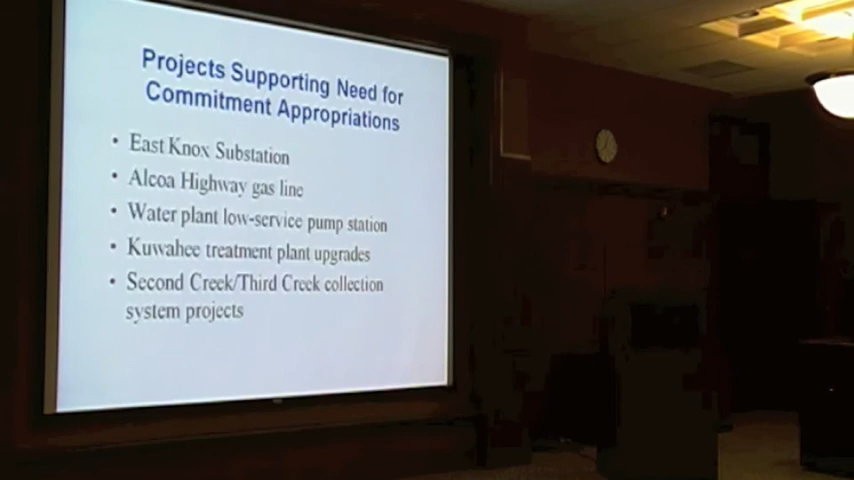 Projects Supporting Need for
Commitment Appropriations
• East Knox Substation
• Alcoa Highway gas line
• Water plant low-service pump station
• Kuwahee treatment plant upgrades
• Second Creek/Third Creek collection
system projects